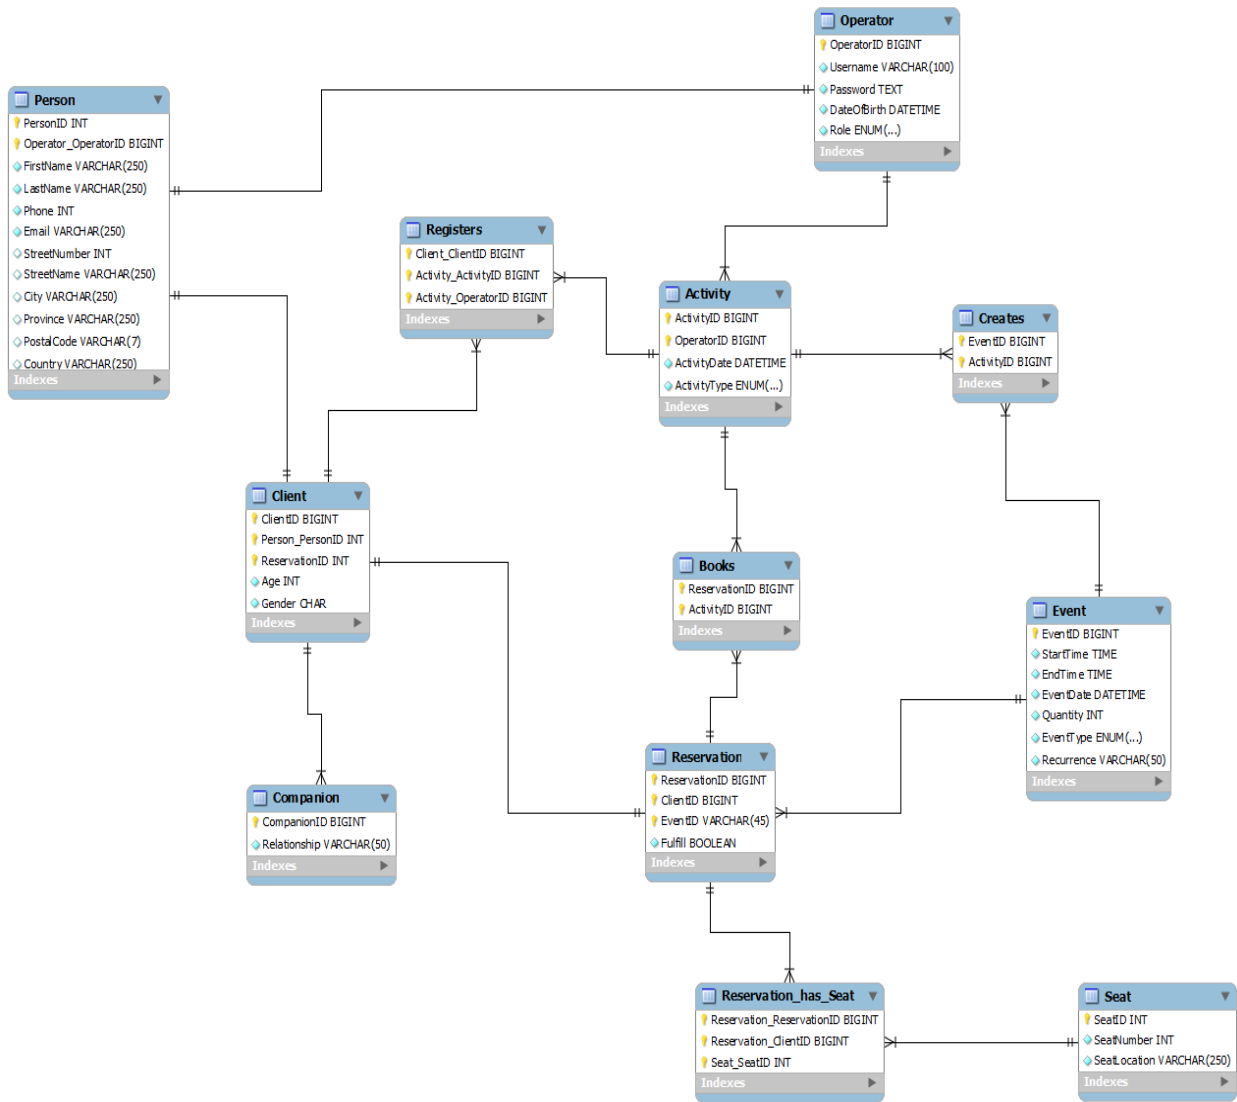 Operator
OperatorID BIGINT
Username VARCHAR(100)
Password TEXT
DateOfBirth DATETIME
Role ENUM(...)
Indexes
Person
PersonID INT
Operator_OperatorID BIGINT
FirstName VARCHAR(250)
LastName VARCHAR(250)
Phone INT
Email VARCHAR(250)
StreetNumber INT
StreetName VARCHAR(250)
City VARCHAR(250)
Province VARCHAR(250)
PostalCode VARCHAR(7)
Country VARCHAR(250)
Indexes
Registers
Client_ClientID BIGINT
Activity_ActivityID BIGINT
Activity_OperatorID BIGINT
Indexes
Activity
ActivityID BIGINT
OperatorID BIGINT
ActivityDate DATETIME
ActivityType ENUM(...)
Indexes
Creates
EventID BIGINT
ActivityID BIGINT
Indexes
Client
ClientID BIGINT
Person_PersonID INT
ReservationID INT
Age INT
Gender CHAR
Indexes
Books
ReservationID BIGINT
ActivityID BIGINT
Indexes
Event
EventID BIGINT
StartTime TIME
EndTime TIME
EventDate DATETIME
Quantity INT
EventType ENUM(...)
Recurrence VARCHAR(50)
Indexes
Reservation
ReservationID BIGINT
ClientID BIGINT
EventID VARCHAR(45)
Fulfill BOOLEAN
Indexes
Companion
CompanionID BIGINT
Relationship VARCHAR(50)
Indexes
Reservation_has_Seat
Reservation_ReservationID BIGINT
Reservation_ClientID BIGINT
Seat_SeatID INT
Indexes
Seat
SeatID INT
SeatNumber INT
SeatLocation VARCHAR(250)
Indexes